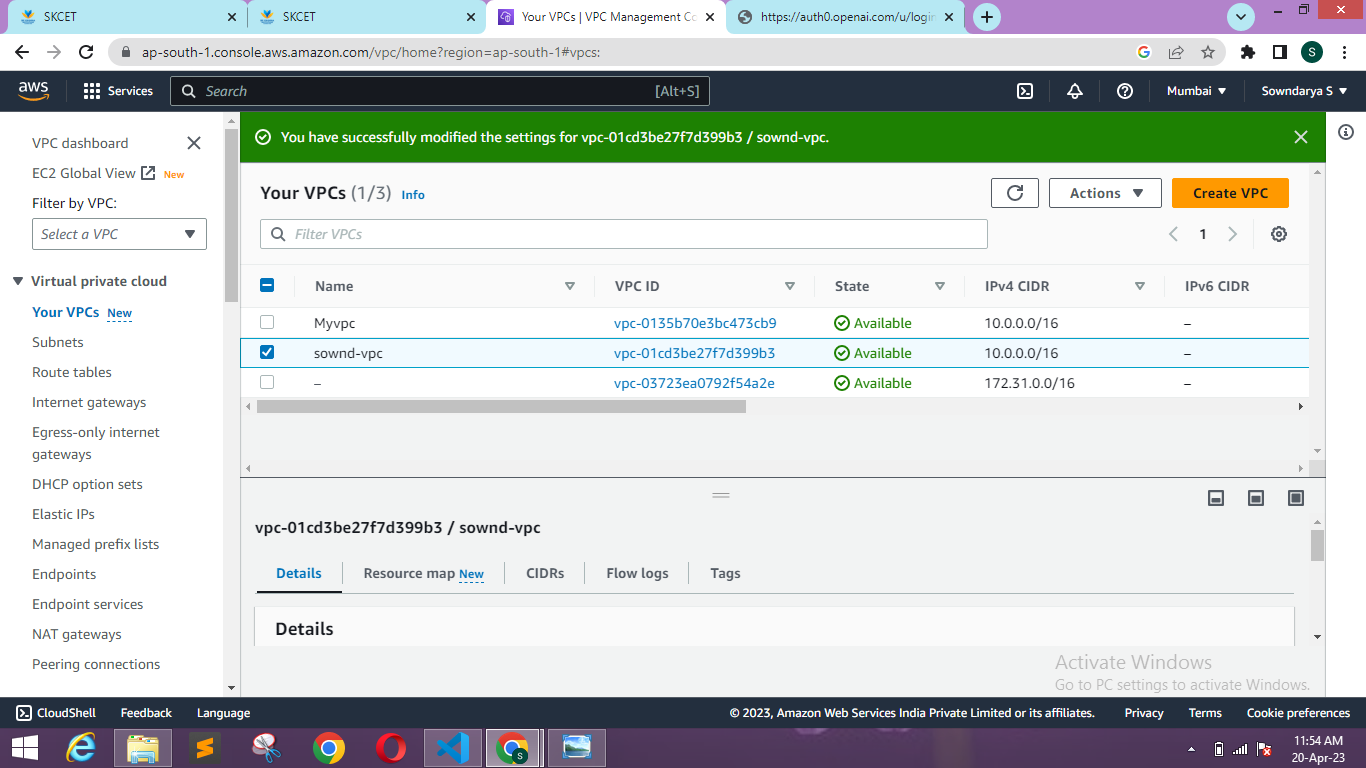 SKCET
SKCET
Your VPCs | VPC Management Co
https://auth0.openai.com/u/login
ap-south-1.console.aws.amazon.com/vpc/home?region=ap-south-1#vpcs:
S
aws
Services
Search
[Alt+S]
Mumbai
Sowndarya S
VPC dashboard
EC2 Global View New
Filter by VPC:
Select a VPC
Virtual private cloud
Your VPCs New
Subnets
Route tables
Internet gateways
Egress-only internet
gateways
DHCP option sets
Elastic IPs
Managed prefix lists
Endpoints
Endpoint services
NAT gateways
Peering connections
You have successfully modified the settings for vpc-01cd3be27f7d399b3 / sownd-vpc.
Your VPCs (1/3) Info
Actions
Create VPC
Filter VPCs
1
Name VPC ID State IPv4 CIDR IPv6 CIDR
Myvpc vpc-0135b70e3bc473cb9 Available 10.0.0.0/16 –
sownd-vpc vpc-01cd3be27f7d399b3 Available 10.0.0.0/16 –
– vpc-03723ea0792f54a2e Available 172.31.0.0/16 –
vpc-01cd3be27f7d399b3 / sownd-vpc
Details Resource map New CIDRs Flow logs Tags
Details
Activate Windows
Go to PC settings to activate Windows.
CloudShell Feedback Language
© 2023, Amazon Web Services India Private Limited or its affiliates. Privacy Terms Cookie preferences
S
11:54 AM
20-Apr-23